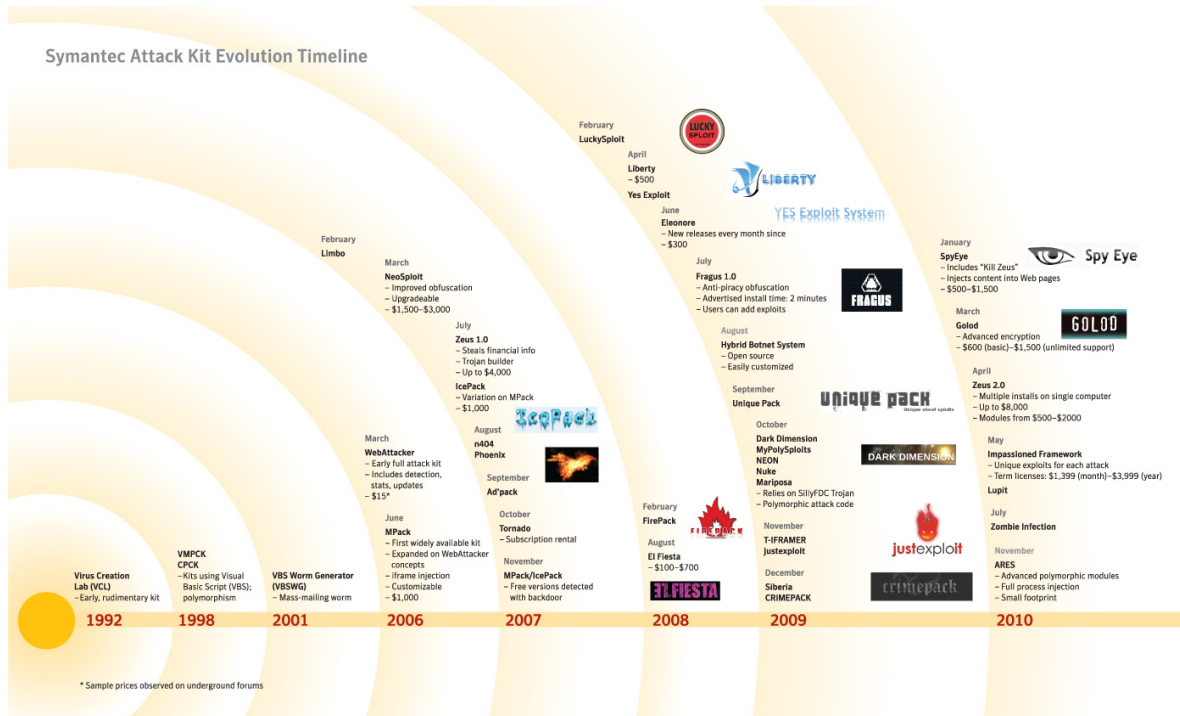 Symantec Attack Kit Evolution Timeline
Virus Creation
Lab (VCL)
– Early, rudimentary kit
1992
VMPCK
CPCK
– Kits using Visual
Basic Script (VBS);
polymorphism
1998
VBS Worm Generator
(VBSWG)
– Mass-mailing worm
2001
March
WebAttacker
– Early full attack kit
– Includes detection,
stats, updates
– $15*
June
MPack
– First widely available kit
– Expanded on WebAttacker
concepts
– iframe injection
– Customizable
– $1,000
2006
February
Limbo
March
NeoSploit
– Improved obfuscation
– Upgradeable
– $1,500–$3,000
July
Zeus 1.0
– Steals financial info
– Trojan builder
– Up to $4,000
IcePack
– Variation on MPack
– $1,000
IcePack
August
n404
Phoenix
September
Ad'pack
October
Tornado
– Subscription rental
November
MPack/IcePack
– Free versions detected
with backdoor
2007
February
FirePack
FIREPACK
August
El Fiesta
– $100–$700
EL FIESTA
2008
February
LuckySploit
LUCKY
SPLOIT
April
Liberty
– $500
Yes Exploit
LIBERTY
YES Exploit System
June
Eleonore
– New releases every month since
– $300
July
Fragus 1.0
– Anti-piracy obfuscation
– Advertised install time: 2 minutes
– Users can add exploits
FRAGUS
August
Hybrid Botnet System
– Open source
– Easily customized
September
Unique Pack
unique pack
Unique sload sploits
October
Dark Dimension
MyPolySploits
NEON
Nuke
Mariposa
– Relies on SillyFDC Trojan
– Polymorphic attack code
DARK DIMENSION
November
T-IFRAMER
justexploit
justexploit
December
Siberia
CRiMEPACK
crimepack
2009
January
SpyEye
– Includes "Kill Zeus"
– Injects content into Web pages
– $500–$1,500
Spy Eye
March
Golod
– Advanced encryption
– $600 (basic)–$1,500 (unlimited support)
GOLOD
April
Zeus 2.0
– Multiple installs on single computer
– Up to $8,000
– Modules from $500–$2000
May
Impassioned Framework
– Unique exploits for each attack
– Term licenses: $1,399 (month)–$3,999 (year)
Lupit
July
Zombie Infection
November
ARES
– Advanced polymorphic modules
– Full process injection
– Small footprint
2010
* Sample prices observed on underground forums